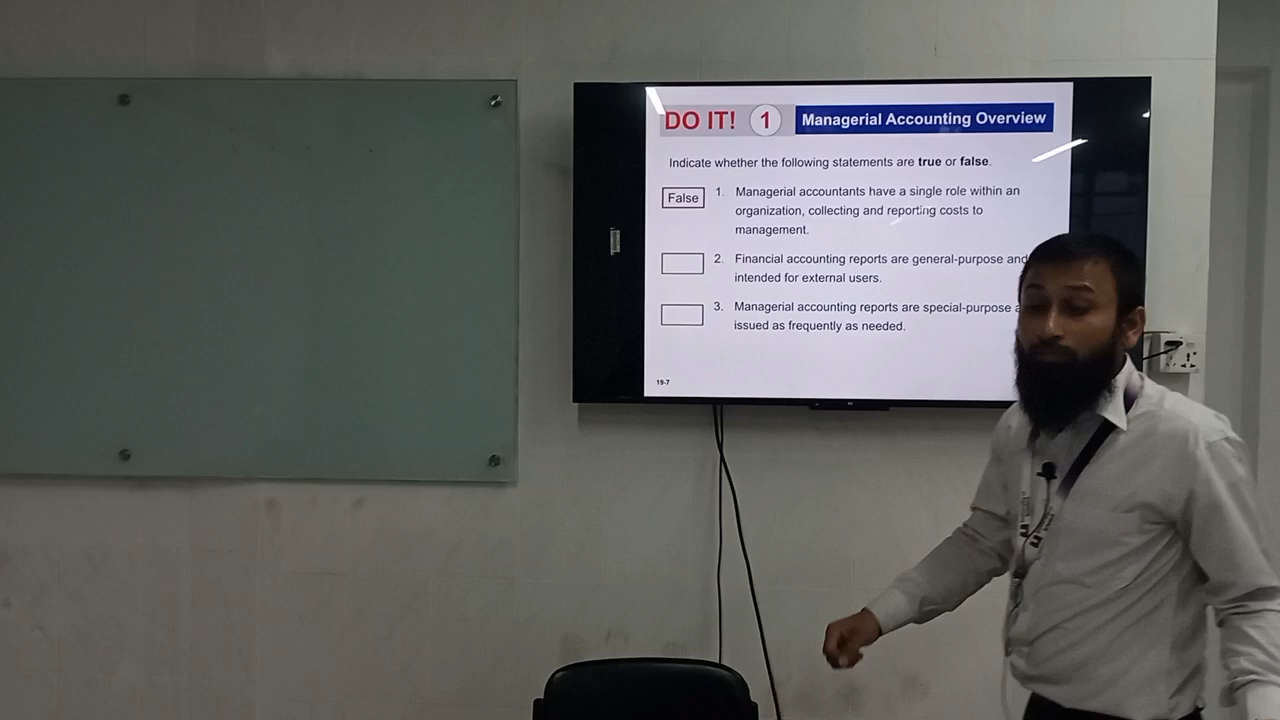 DO IT! 1 Managerial Accounting Overview
Indicate whether the following statements are true or false.
False 1. Managerial accountants have a single role within an
organization, collecting and reporting costs to
management.
2. Financial accounting reports are general-purpose and
intended for external users.
3. Managerial accounting reports are special-purpose
issued as frequently as needed.
19-7